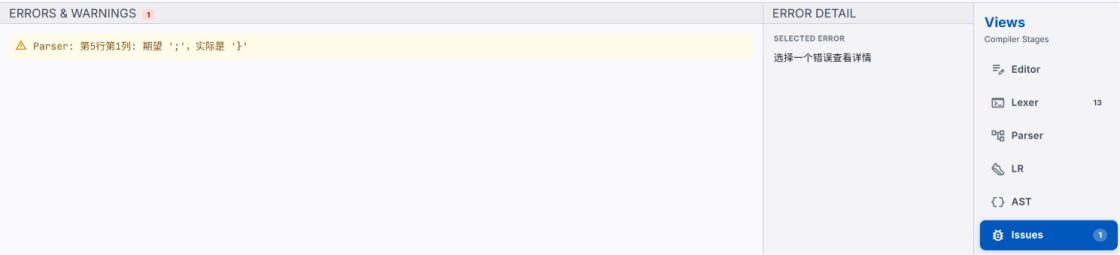 ERRORS & WARNINGS 1
Parser: 第5行第1列: 期望 ';', 实际是 '}'
ERROR DETAIL
SELECTED ERROR
选择一个错误查看详情
Views
Compiler Stages
Editor
Lexer 13
Parser
LR
AST
Issues 1